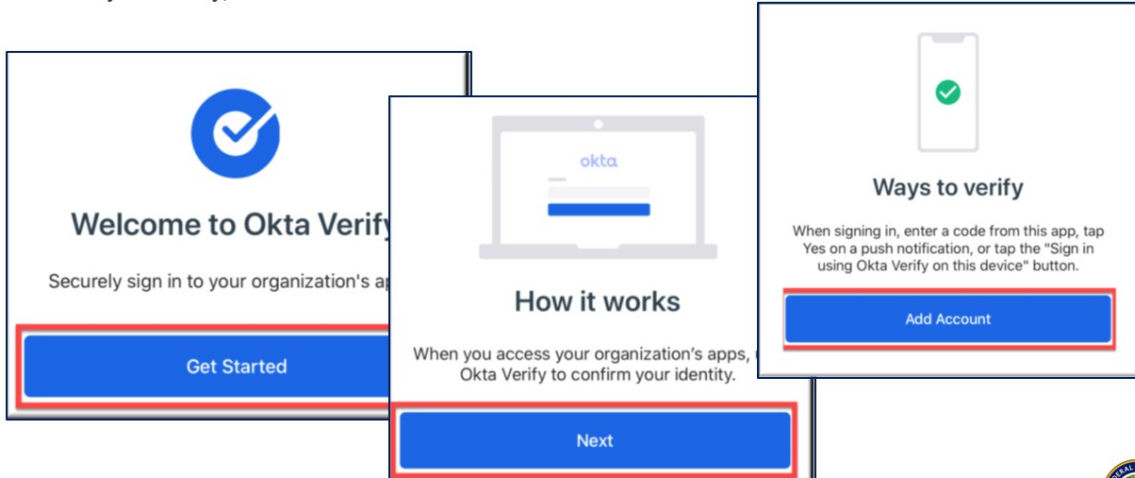 Welcome to Okta Verify
Securely sign in to your organization's
Get Started
okta
How it works
When you access your organization's apps,
Okta Verify to confirm your identity.
Next
Ways to verify
When signing in, enter a code from this app, tap
Yes on a push notification, or tap the "Sign in
using Okta Verify on this device" button.
Add Account